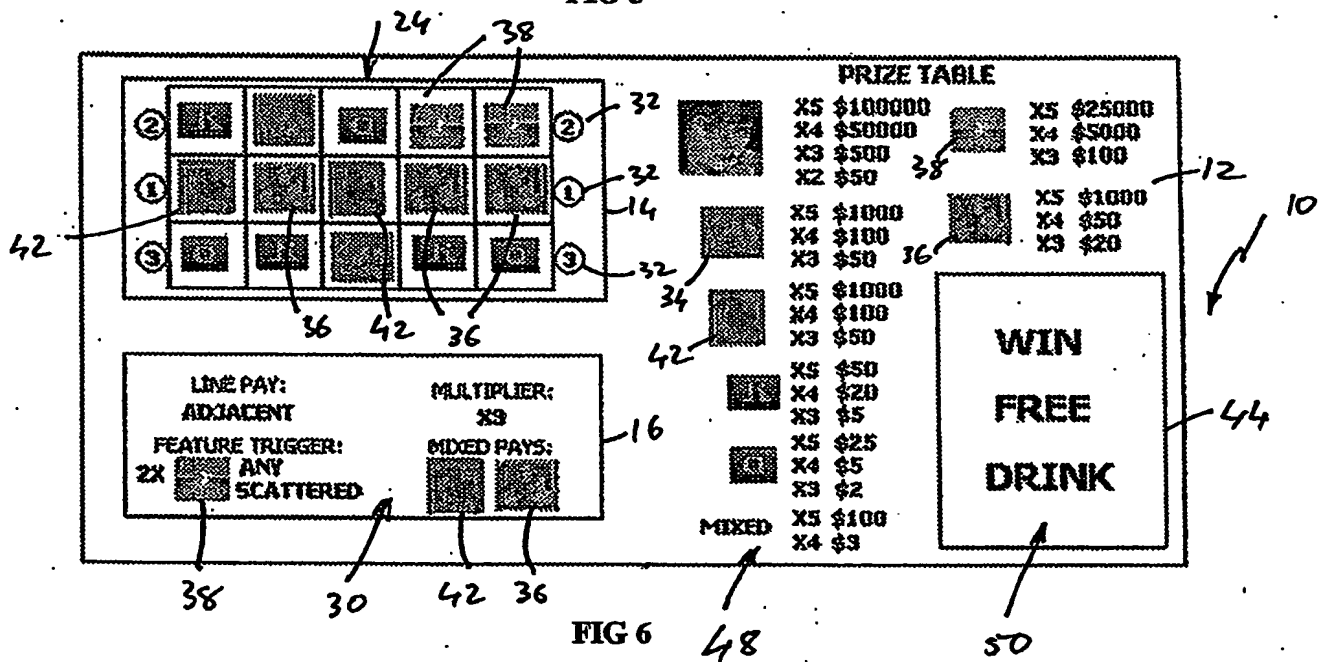 24
38
PRIZE TABLE
② ② 32
X5 $100000
X4 $50000
X3 $500
X2 $50
38
X5 $25000
X4 $5000
X3 $100
12
① ① 32
14
10
42
34
X5 $1000
X4 $100
X3 $50
36
X5 $1000
X4 $50
X3 $20
③ ③ 32
36 42 36
42
X5 $1000
X4 $100
X3 $50
X5 $50
X4 $20
X3 $5
X5 $25
X4 $5
X3 $2
MIXED
X5 $100
X4 $3
WIN
FREE
DRINK
44
LINE PAY:
ADJACENT
MULTIPLIER:
X3
16
FEATURE TRIGGER:
2X ANY
SCATTERED
MIXED PAYS:
38 30 42 36
48
50
FIG 6